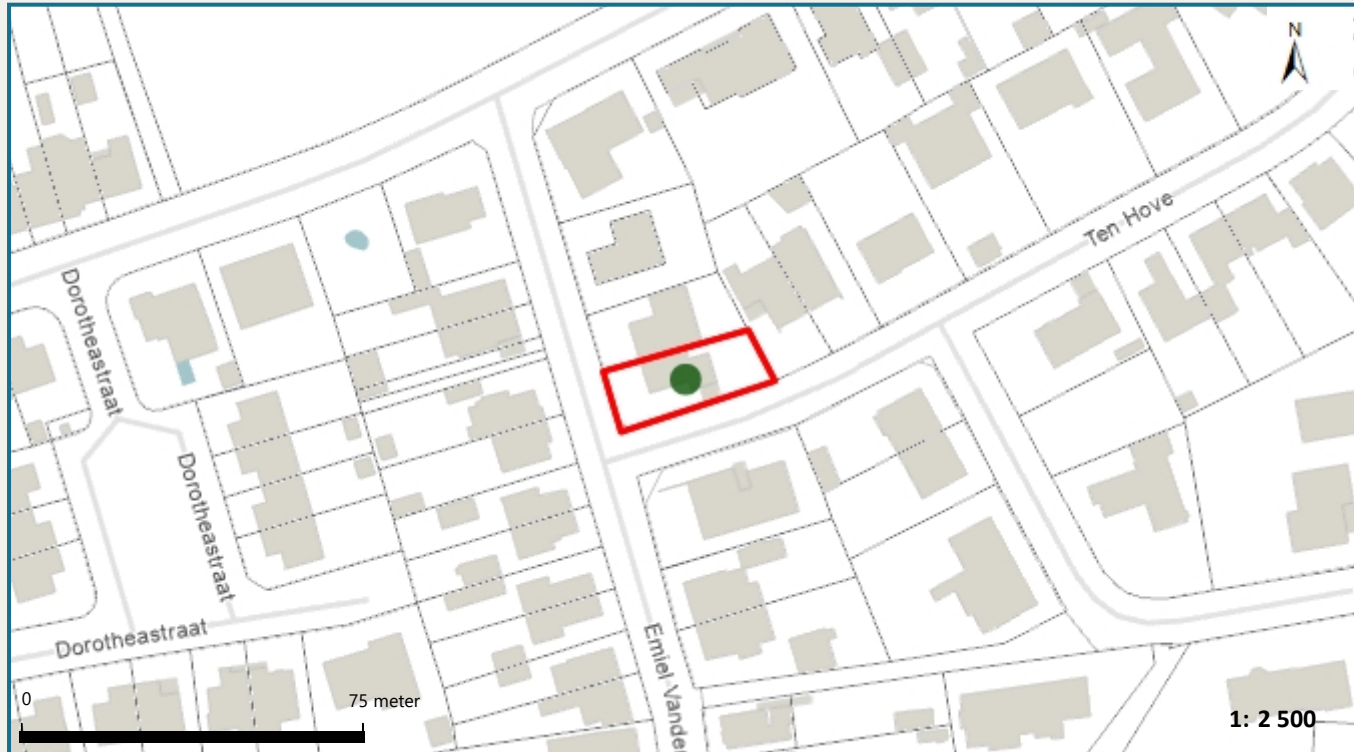 N
Ten Hove
Dorotheastraat
Dorotheastraat
Dorotheastraat
Emiel Vander
0
75 meter
1: 2 500